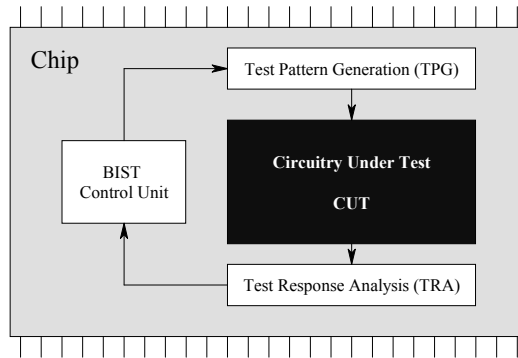 Chip
Test Pattern Generation (TPG)
Circuitry Under Test
CUT
BIST
Control Unit
Test Response Analysis (TRA)